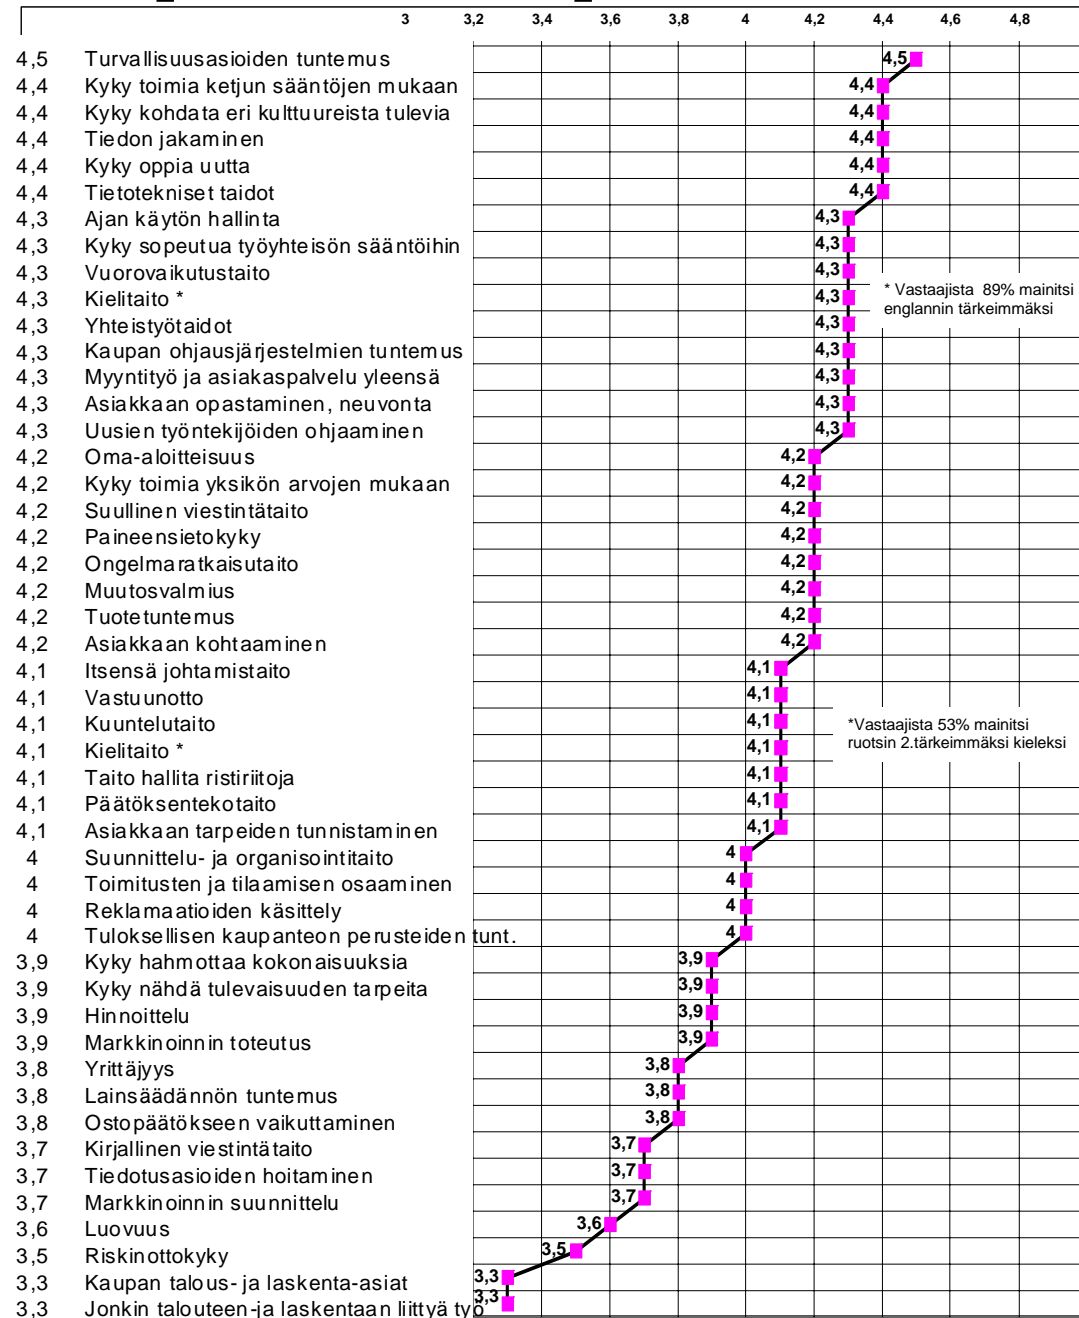 3 3,2 3,4 3,6 3,8 4 4,2 4,4 4,6 4,8
4,5 Turvallisuusasioiden tuntemus 4,5
4,4 Kyky toimia ketjun sääntöjen mukaan 4,4
4,4 Kyky kohdata eri kulttuureista tulevia 4,4
4,4 Tiedon jakaminen 4,4
4,4 Kyky oppia uutta 4,4
4,4 Tietotekniset taidot 4,4
4,3 Ajan käytön hallinta 4,3
4,3 Kyky sopeutua työyhteisön sääntöihin 4,3
4,3 Vuorovaikutustaito 4,3
4,3 Kielitaito * 4,3
* Vastaajista 89% mainitsi
englannin tärkeimmäksi
4,3 Yhteistyötaidot 4,3
4,3 Kaupan ohjausjärjestelmien tuntemus 4,3
4,3 Myyntityö ja asiakaspalvelu yleensä 4,3
4,3 Asiakkaan opastaminen, neuvonta 4,3
4,3 Uusien työntekijöiden ohjaaminen 4,3
4,2 Oma-aloitteisuus 4,2
4,2 Kyky toimia yksikön arvojen mukaan 4,2
4,2 Suullinen viestintätaito 4,2
4,2 Paineensietokyky 4,2
4,2 Ongelmaratkaisutaito 4,2
4,2 Muutosvalmius 4,2
4,2 Tuotetuntemus 4,2
4,2 Asiakkaan kohtaaminen 4,2
4,1 Itsensä johtamistaito 4,1
4,1 Vastuunotto 4,1
4,1 Kuuntelutaito 4,1
*Vastaajista 53% mainitsi
ruotsin 2.tärkeimmäksi kieleksi
4,1 Kielitaito * 4,1
4,1 Taito hallita ristiriitoja 4,1
4,1 Päätöksentekotaito 4,1
4,1 Asiakkaan tarpeiden tunnistaminen 4,1
4 Suunnittelu- ja organisointitaito 4
4 Toimitusten ja tilaamisen osaaminen 4
4 Reklamaatioiden käsittely 4
4 Tuloksellisen kaupanteon perusteiden tunt. 4
3,9 Kyky hahmottaa kokonaisuuksia 3,9
3,9 Kyky nähdä tulevaisuuden tarpeita 3,9
3,9 Hinnoittelu 3,9
3,9 Markkinoinnin toteutus 3,9
3,8 Yrittäjyys 3,8
3,8 Lainsäädännön tuntemus 3,8
3,8 Ostopäätökseen vaikuttaminen 3,8
3,7 Kirjallinen viestintätaito 3,7
3,7 Tiedotusasioiden hoitaminen 3,7
3,7 Markkinoinnin suunnittelu 3,7
3,6 Luovuus 3,6
3,5 Riskinottokyky 3,5
3,3 Kaupan talous- ja laskenta-asiat 3,3
3,3 Jonkin talouteen-ja laskentaan liittyä työ 3,3